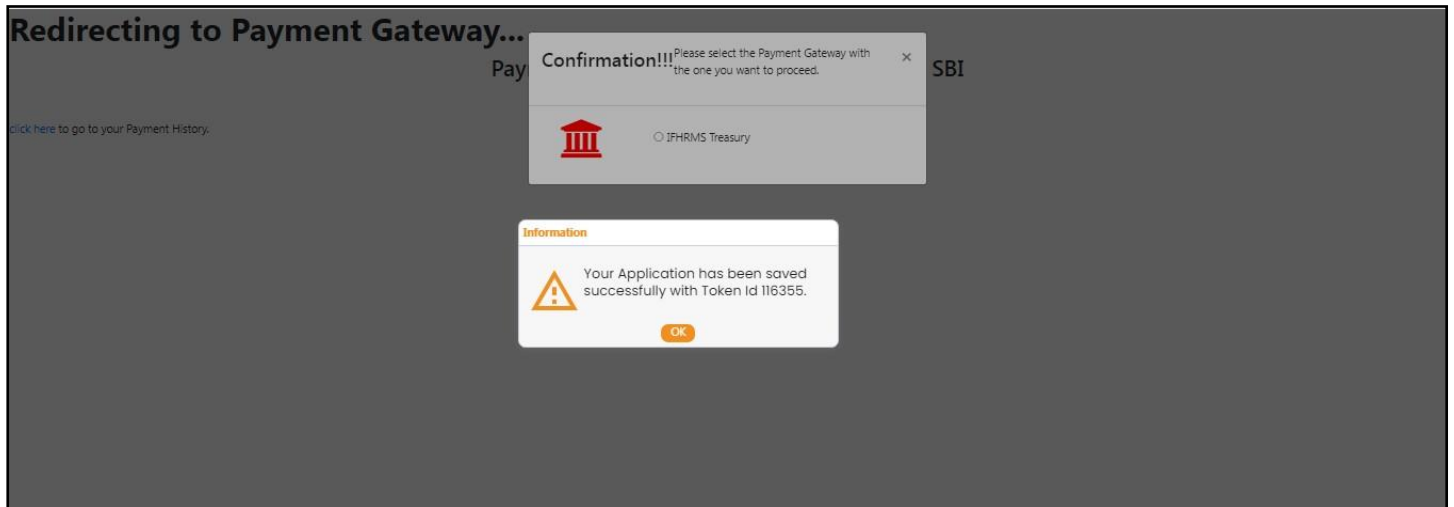 Redirecting to Payment Gateway...
Confirmation!!! Please select the Payment Gateway with
the one you want to proceed.
×
Pay
SBI
click here to go to your Payment History.
IFHRMS Treasury
Information
Your Application has been saved
successfully with Token Id 116355.
OK